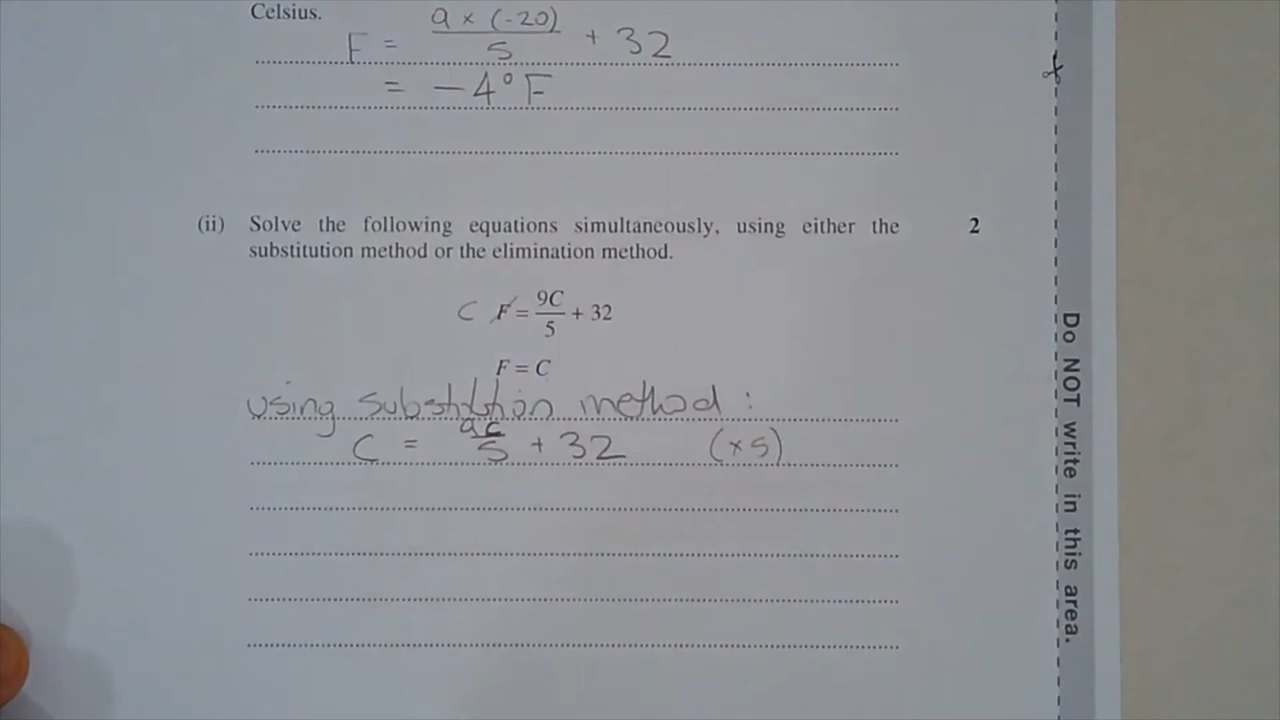 Celsius.
F = 9 × (-20) / 5 + 32
= -4°F
(ii) Solve the following equations simultaneously, using either the 2
substitution method or the elimination method.
C F = 9C / 5 + 32
F = C
using substitution method :
C = 9C / 5 + 32 (×5)
Do NOT write in this area.